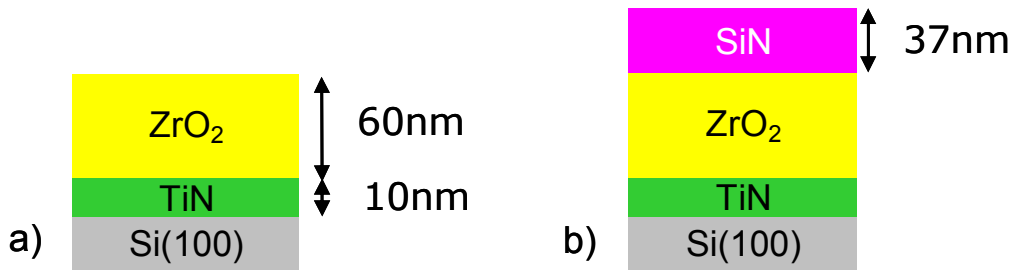 ZrO₂
60nm
TiN
10nm
a)
Si(100)
SiN
37nm
ZrO₂
TiN
b)
Si(100)